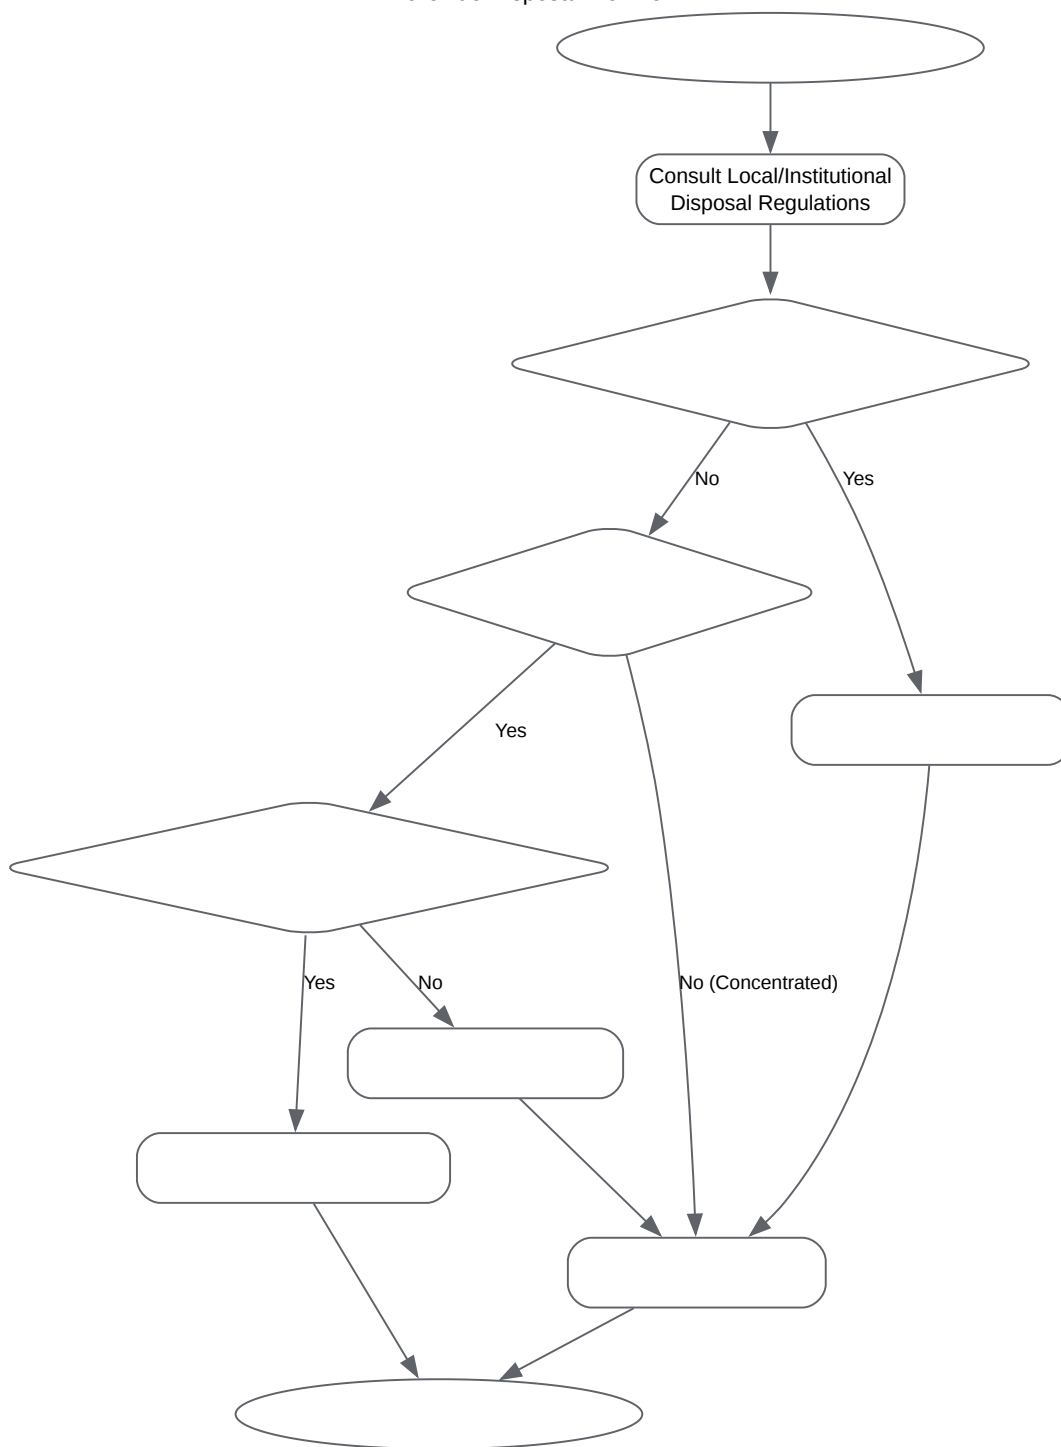 Consult Local/Institutional
Disposal Regulations
No
Yes
Yes
Yes
No
No (Concentrated)